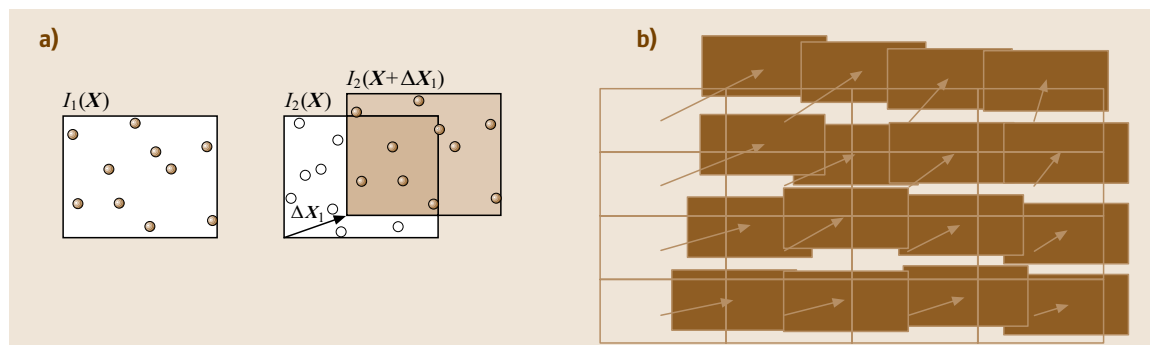 a)
I₁(X)
I₂(X)
I₂(X+ΔX₁)
ΔX₁
b)